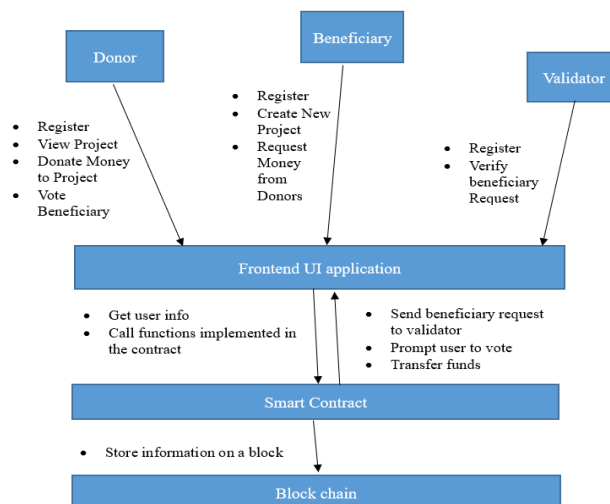 Donor
Beneficiary
Validator
Register
View Project
Donate Money
to Project
Vote
Beneficiary
Register
Create New
Project
Request
Money
from
Donors
Register
Verify
beneficiary
Request
Frontend UI application
Get user info
Call functions implemented in
the contract
Send beneficiary request
to validator
Prompt user to vote
Transfer funds
Smart Contract
Store information on a block
Block chain